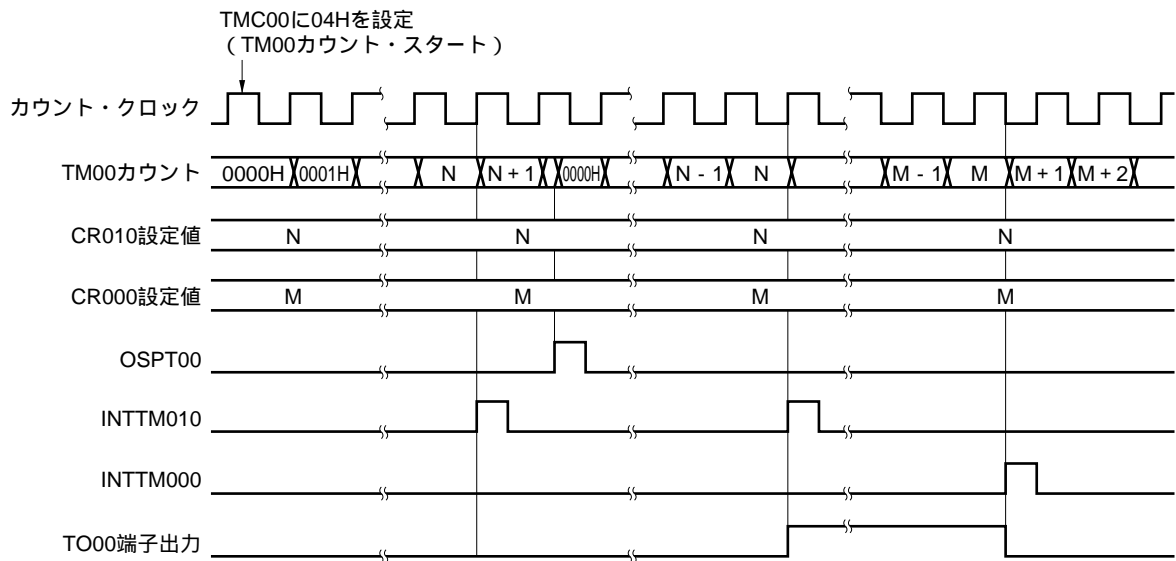 TMC00に04Hを設定
（TM00カウント・スタート）
カウント・クロック
TM00カウント 0000H 0001H N N + 1 0000H N - 1 N M - 1 M M + 1 M + 2
CR010設定値 N N N N
CR000設定値 M M M M
OSPT00
INTTM010
INTTM000
TO00端子出力